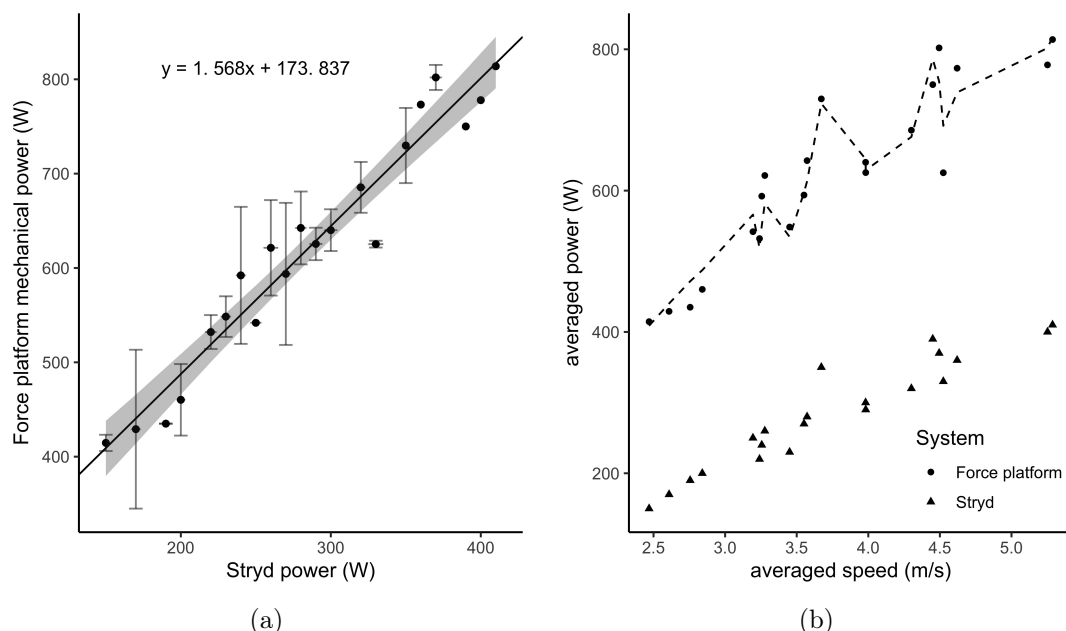 y = 1. 568x + 173. 837
Force platform mechanical power (W)
800
700
600
500
400
200
300
400
Stryd power (W)
(a)
averaged power (W)
800
600
400
200
System
Force platform
Stryd
2.5
3.0
3.5
4.0
4.5
5.0
averaged speed (m/s)
(b)